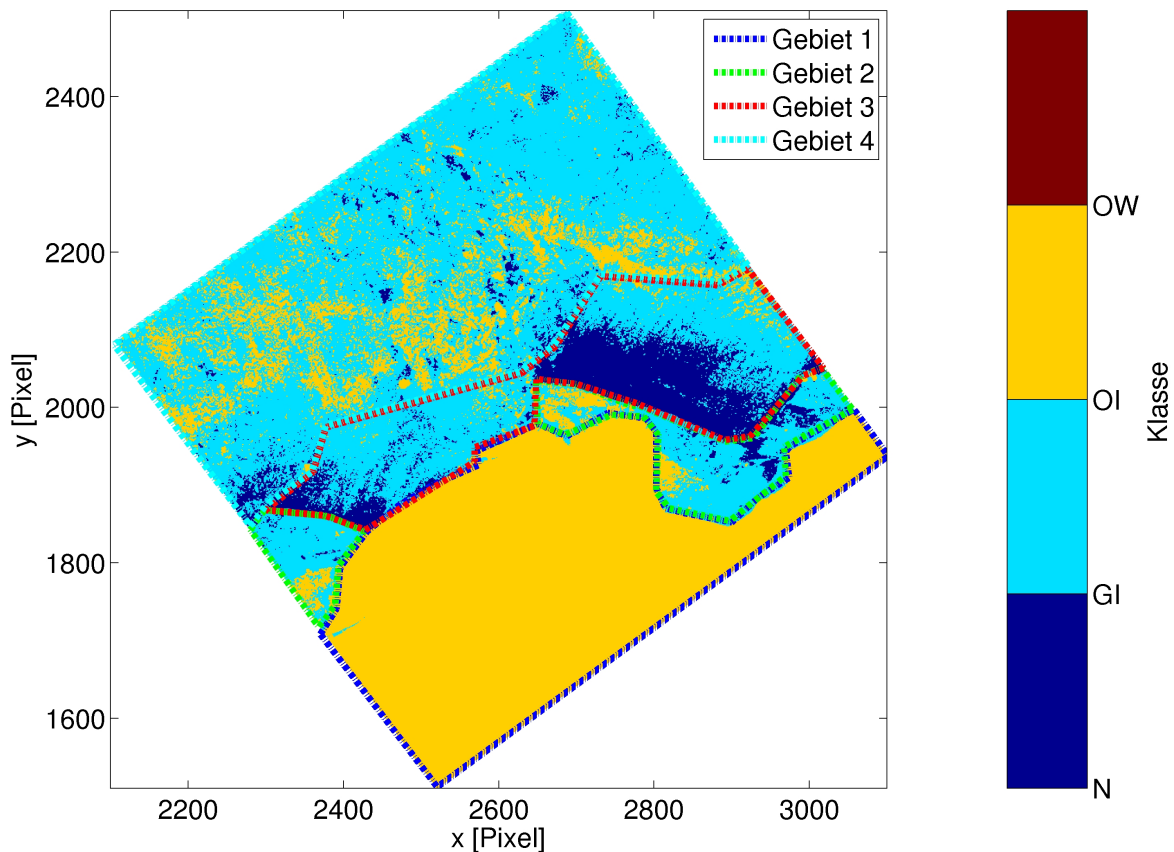 Gebiet 1
Gebiet 2
Gebiet 3
Gebiet 4
2400
2200
2000
1800
1600
y [Pixel]
2200 2400 2600 2800 3000
x [Pixel]
OW
OI
GI
N
Klasse